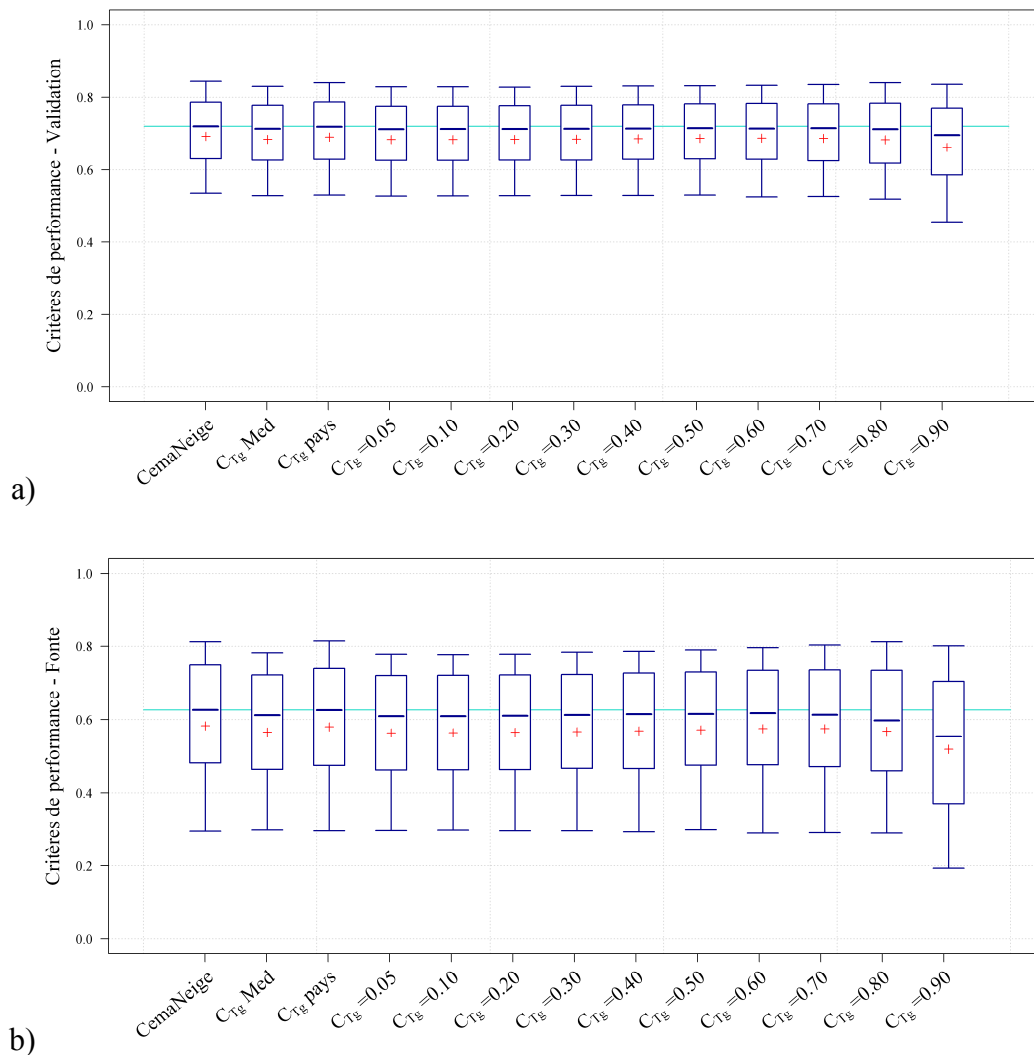 1.0
0.8
0.6
0.4
0.2
0.0
Critères de performance - Validation
CemaNeige
CTg Med
CTg pays
CTg =0.05
CTg =0.10
CTg =0.20
CTg =0.30
CTg =0.40
CTg =0.50
CTg =0.60
CTg =0.70
CTg =0.80
CTg =0.90
a)
1.0
0.8
0.6
0.4
0.2
0.0
Critères de performance - Fonte
CemaNeige
CTg Med
CTg pays
CTg =0.05
CTg =0.10
CTg =0.20
CTg =0.30
CTg =0.40
CTg =0.50
CTg =0.60
CTg =0.70
CTg =0.80
CTg =0.90
b)